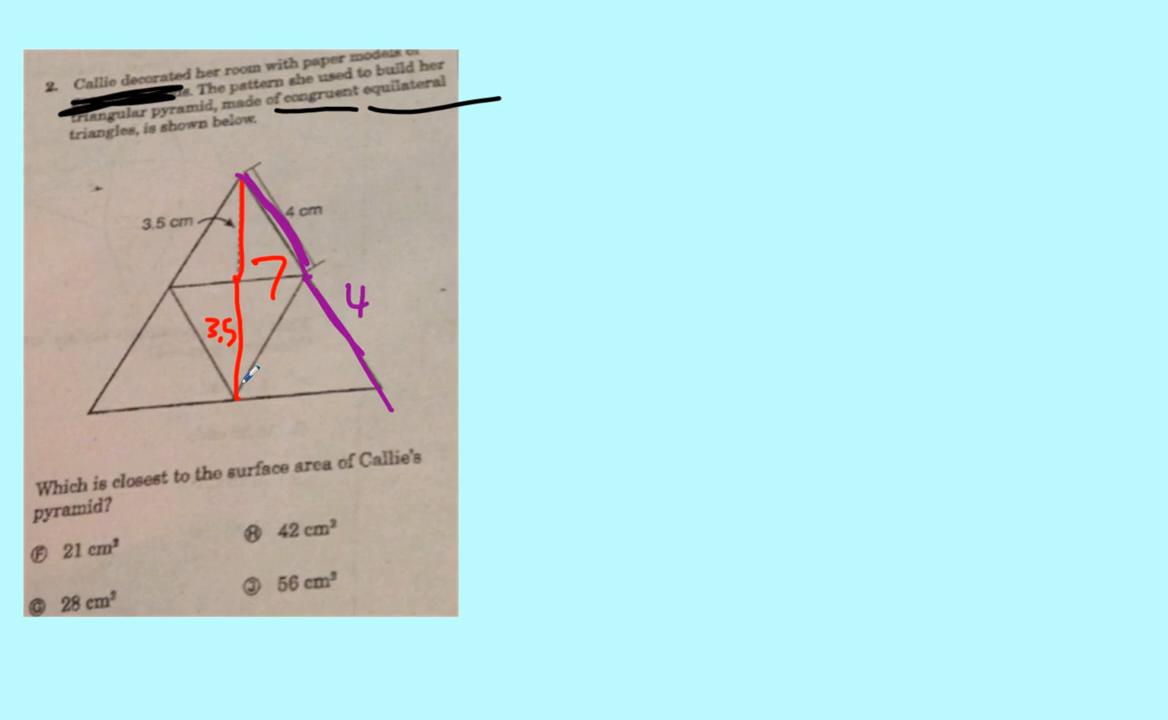 2. Callie decorated her room with paper models of
The pattern she used to build her
triangular pyramid, made of congruent equilateral
triangles, is shown below.
3.5 cm
4 cm
7
4
3.5
Which is closest to the surface area of Callie's
pyramid?
F 21 cm²
H 42 cm²
G 28 cm²
J 56 cm²